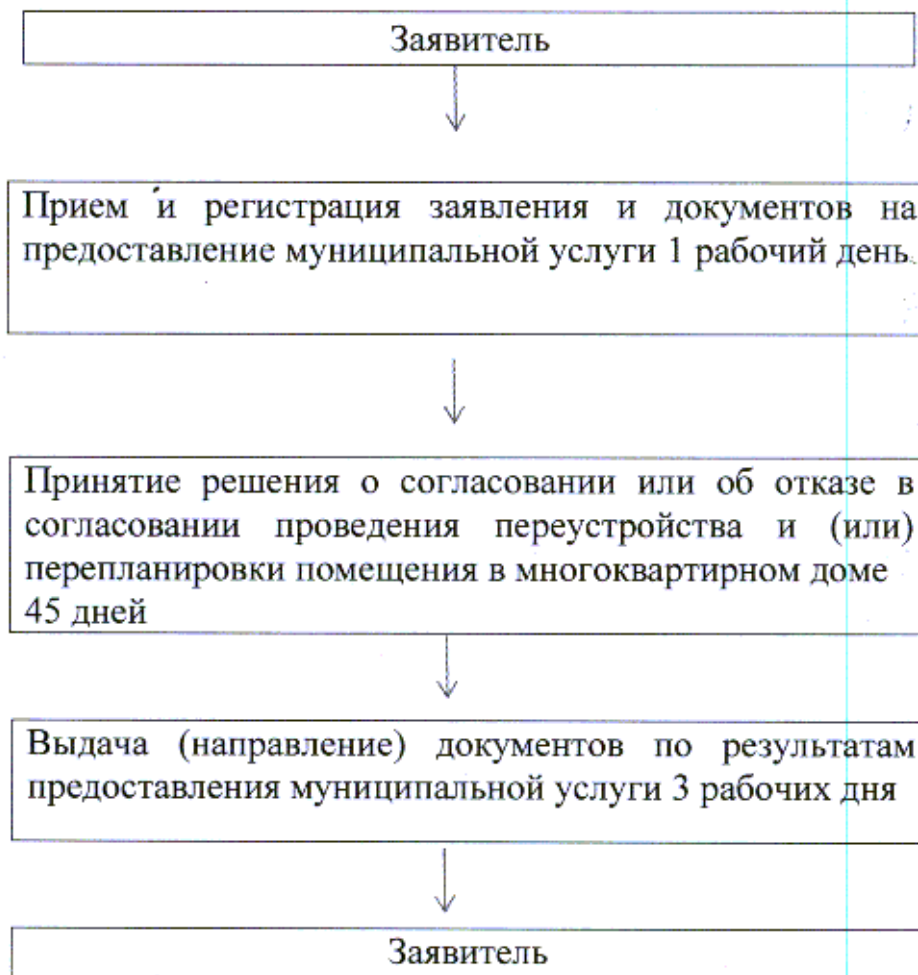 Заявитель
Прием и регистрация заявления и документов на
предоставление муниципальной услуги 1 рабочий день
Принятие решения о согласовании или об отказе в
согласовании проведения переустройства и (или)
перепланировки помещения в многоквартирном доме
45 дней
Выдача (направление) документов по результатам
предоставления муниципальной услуги 3 рабочих дня
Заявитель